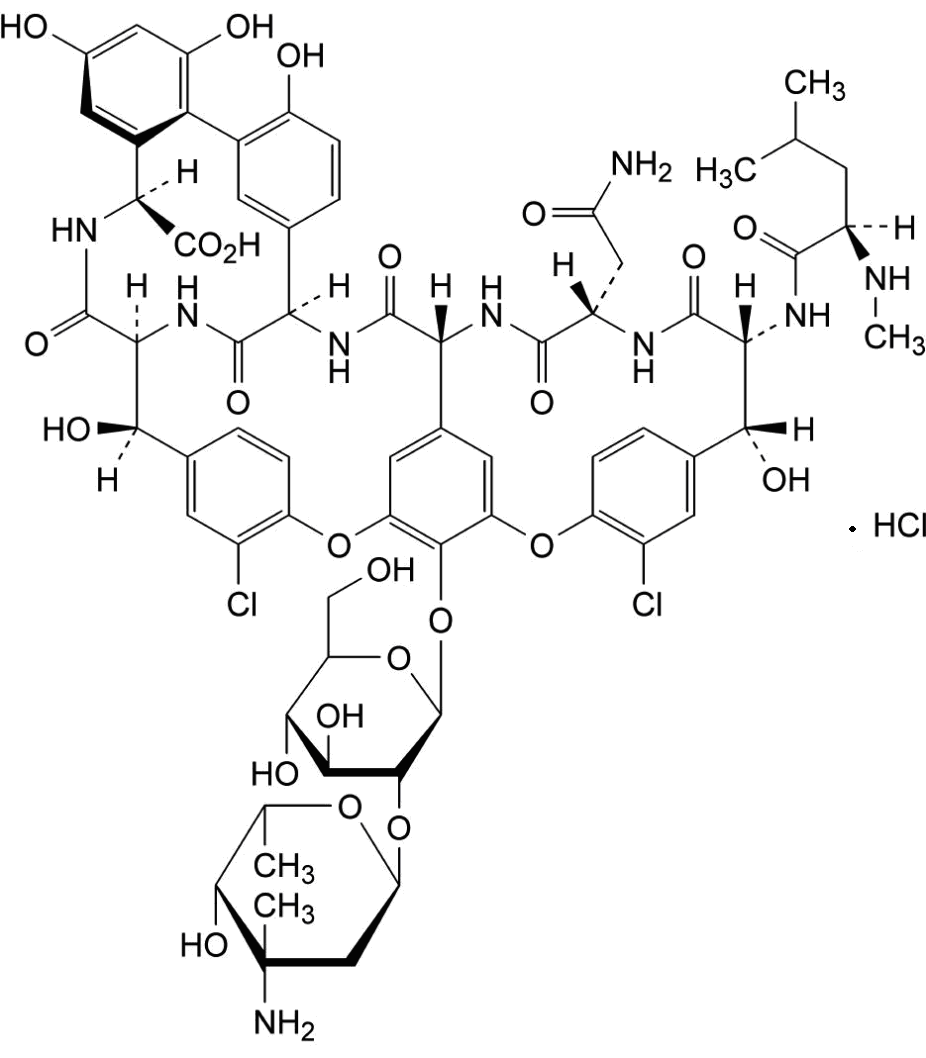 HO OH
OH
CH₃
NH₂ H₃C
H
HN CO₂H O O H
H H N H O H H N H O H NH
O N H O N H O N H NH CH₃
O O
HO H
H OH
· HCl
O O
Cl OH Cl
O
O
OH
HO
O O
CH₃
CH₃
HO
NH₂